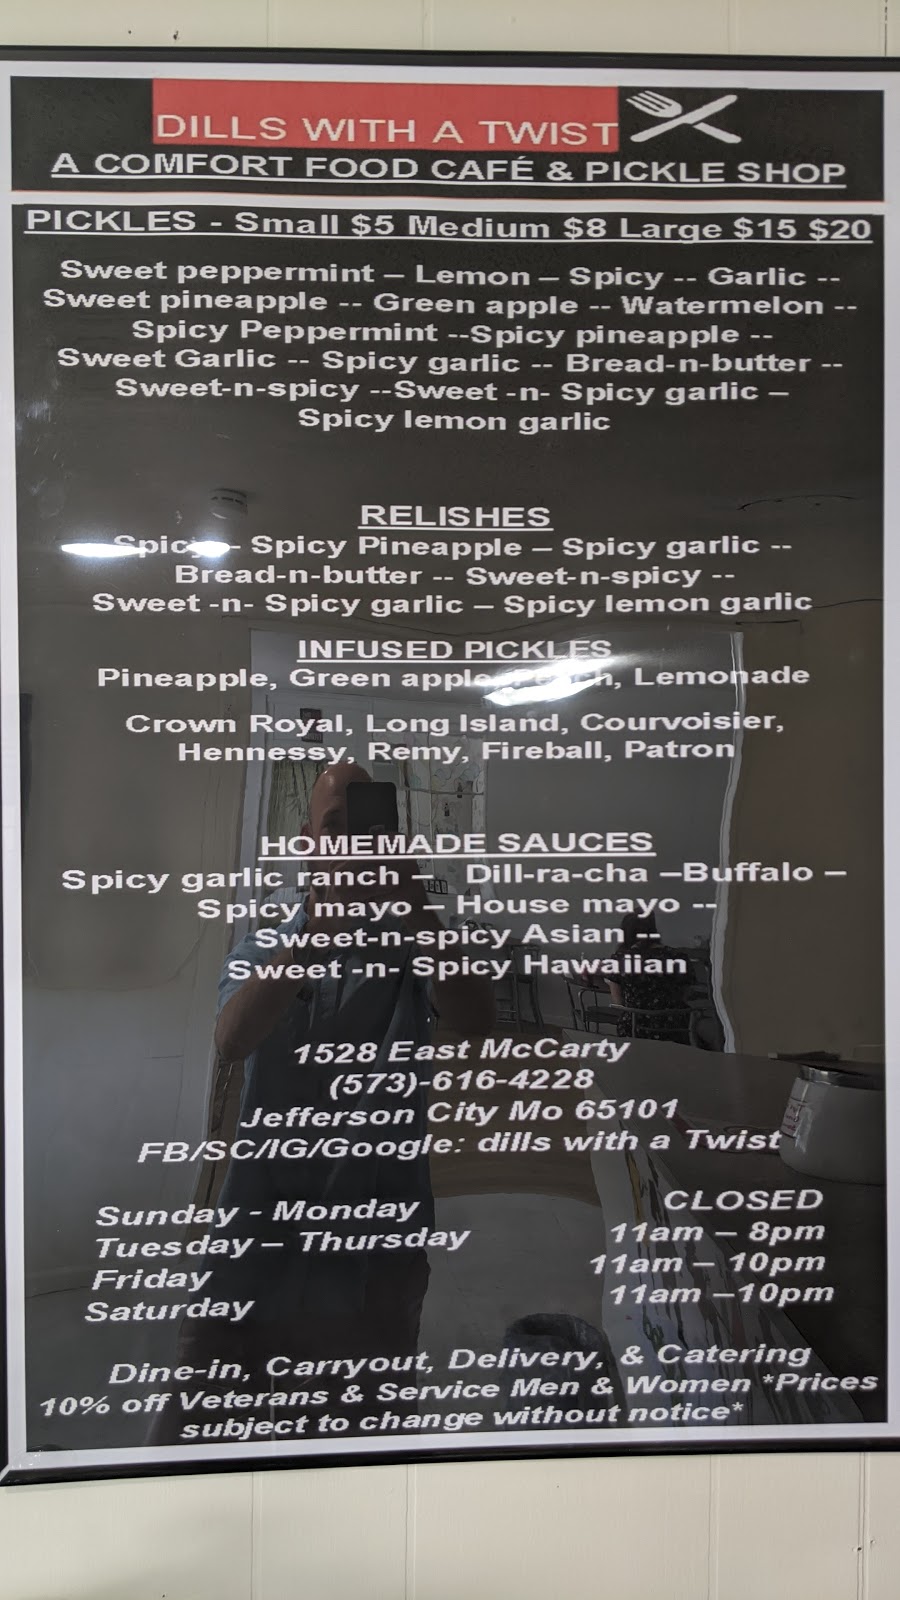 DILLS WITH A TWIST
A COMFORT FOOD CAFÉ & PICKLE SHOP
PICKLES - Small $5 Medium $8 Large $15 $20
Sweet peppermint – Lemon – Spicy -- Garlic --
Sweet pineapple -- Green apple -- Watermelon --
Spicy Peppermint --Spicy pineapple --
Sweet Garlic -- Spicy garlic -- Bread-n-butter --
Sweet-n-spicy --Sweet -n- Spicy garlic –
Spicy lemon garlic
RELISHES
Spicy - Spicy Pineapple – Spicy garlic --
Bread-n-butter -- Sweet-n-spicy --
Sweet -n- Spicy garlic – Spicy lemon garlic
INFUSED PICKLES
Pineapple, Green apple, Peach, Lemonade
Crown Royal, Long Island, Courvoisier,
Hennessy, Remy, Fireball, Patron
HOMEMADE SAUCES
Spicy garlic ranch – Dill-ra-cha –Buffalo –
Spicy mayo – House mayo --
Sweet-n-spicy Asian --
Sweet -n- Spicy Hawaiian
1528 East McCarty
(573)-616-4228
Jefferson City Mo 65101
FB/SC/IG/Google: dills with a Twist
Sunday - Monday CLOSED
Tuesday – Thursday 11am – 8pm
Friday 11am – 10pm
Saturday 11am –10pm
Dine-in, Carryout, Delivery, & Catering
10% off Veterans & Service Men & Women *Prices
subject to change without notice*